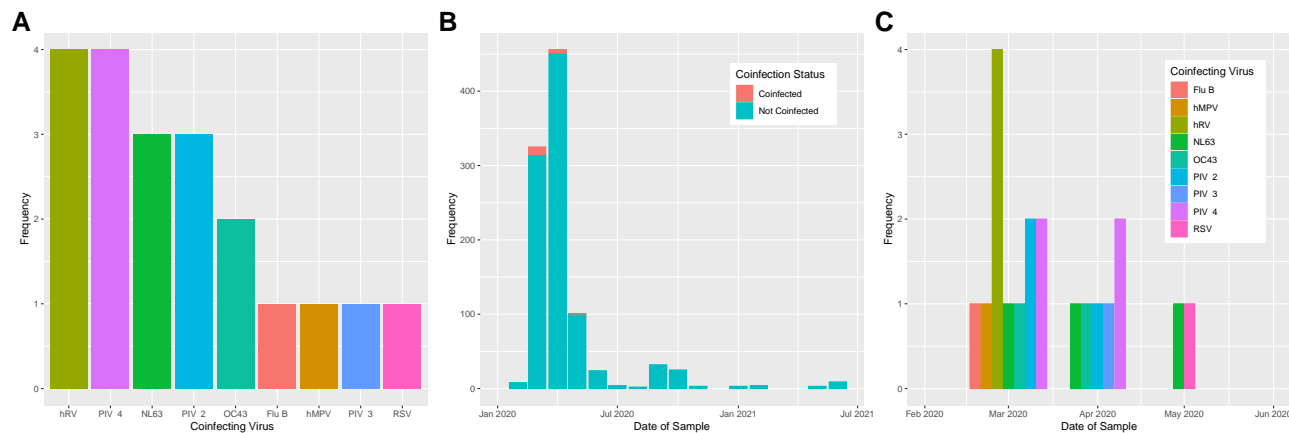 A
Frequency
4
3
2
1
0
hRV PIV 4 NL63 PIV 2 OC43 Flu B hMPV PIV 3 RSV
Coinfecting Virus
B
Frequency
400
300
200
100
0
Jan 2020 Jul 2020 Jan 2021 Jul 2021
Date of Sample
Coinfection Status
Coinfected
Not Coinfected
C
Frequency
4
3
2
1
0
Feb 2020 Mar 2020 Apr 2020 May 2020 Jun 2020
Date of Sample
Coinfecting Virus
Flu B
hMPV
hRV
NL63
OC43
PIV 2
PIV 3
PIV 4
RSV